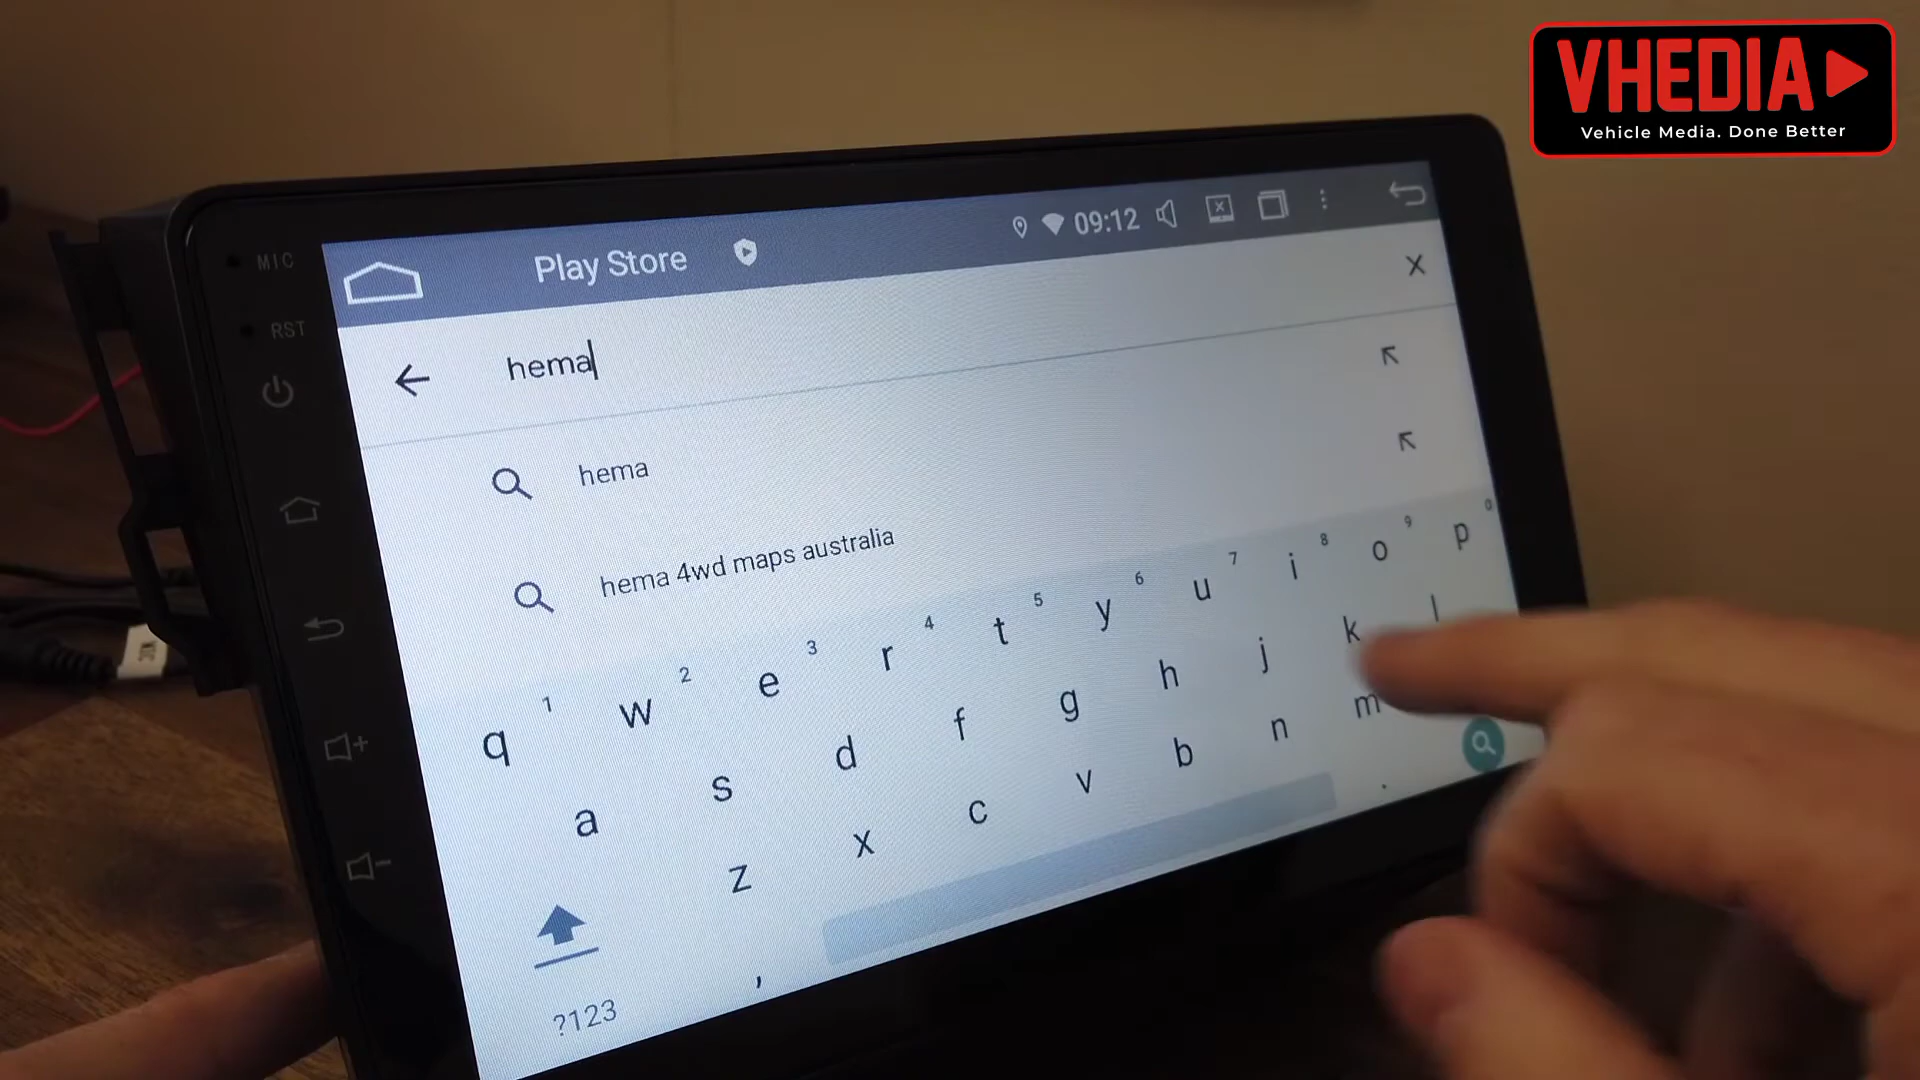 VHEDIA
Vehicle Media. Done Better
MIC
Play Store
09:12
RST
hema
hema
hema 4wd maps australia
1 2 3 4 5 6 7 8 9 0
q w e r t y u i o p
a s d f g h j k l
z x c v b n m
?123 , .